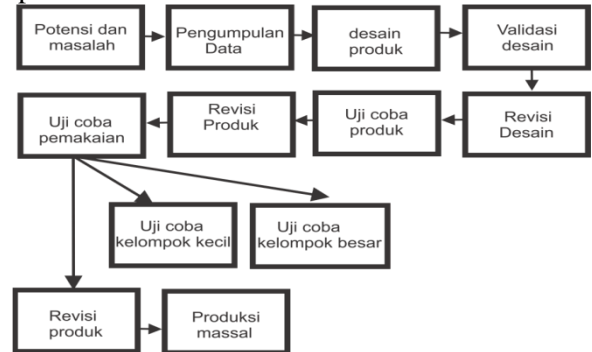 Potensi dan
masalah
Pengumpulan
Data
desain
produk
Validasi
desain
Uji coba
pemakaian
Revisi
Produk
Uji coba
produk
Revisi
Desain
Uji coba
kelompok kecil
Uji coba
kelompok besar
Revisi
produk
Produksi
massal